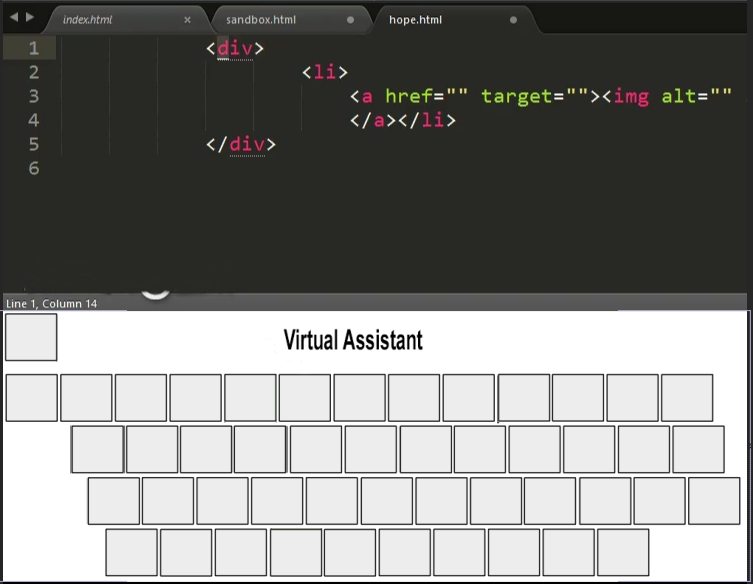 index.html x sandbox.html hope.html
1 <div>
2 <li>
3 <a href="" target=""><img alt=""
4 </a></li>
5 </div>
6
Line 1, Column 14
Virtual Assistant